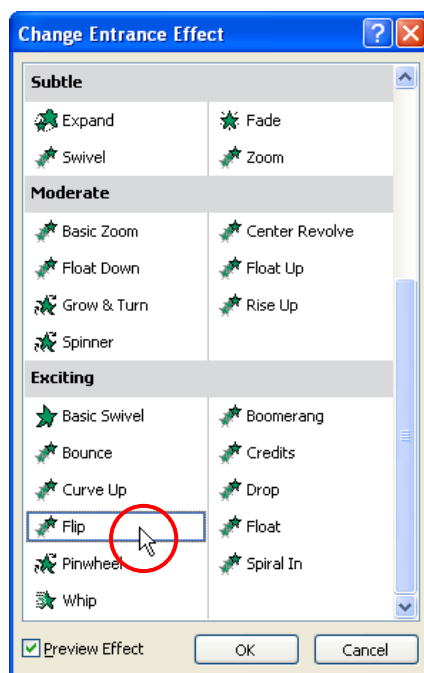 Change Entrance Effect
Subtle
Expand Fade
Swivel Zoom
Moderate
Basic Zoom Center Revolve
Float Down Float Up
Grow & Turn Rise Up
Spinner
Exciting
Basic Swivel Boomerang
Bounce Credits
Curve Up Drop
Flip Float
Pinwheel Spiral In
Whip
Preview Effect OK Cancel